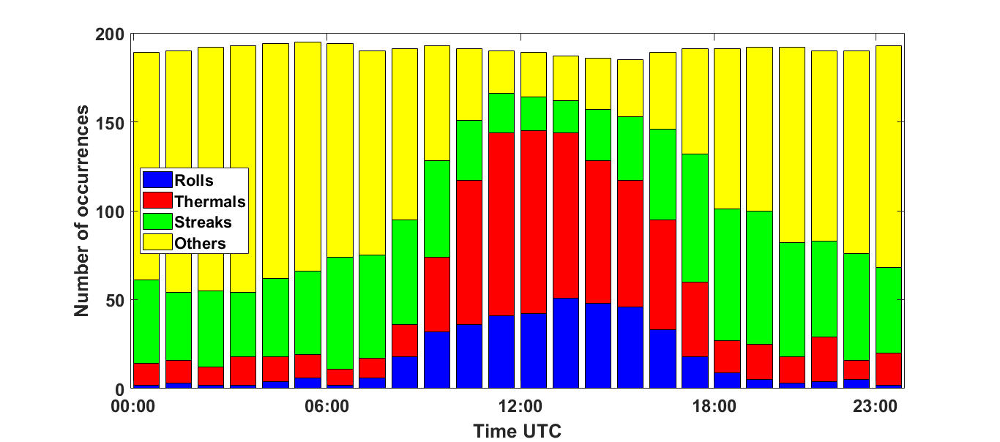 200
150
100
50
0
Number of occurrences
Rolls
Thermals
Streaks
Others
00:00 06:00 12:00 18:00 23:00
Time UTC